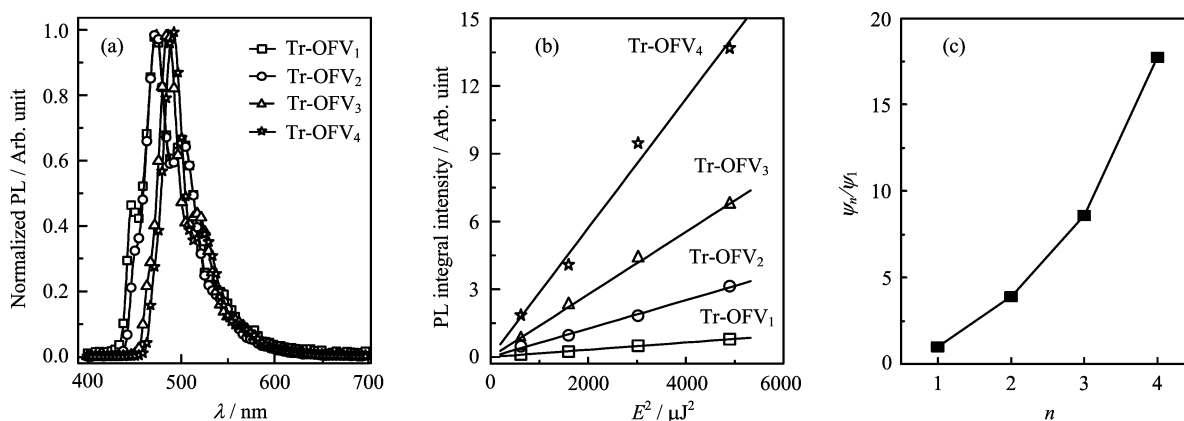 (a)
Tr-OFV1
Tr-OFV2
Tr-OFV3
Tr-OFV4
1.0
0.8
0.6
0.4
0.2
0.0
Normalized PL / Arb. unit
400 500 600 700
λ / nm
(b)
Tr-OFV4
Tr-OFV3
Tr-OFV2
Tr-OFV1
15
12
9
6
3
0
PL integral intensity / Arb. uint
0 2000 4000 6000
E² / μJ²
(c)
20
15
10
5
0
ψn/ψ1
1 2 3 4
n